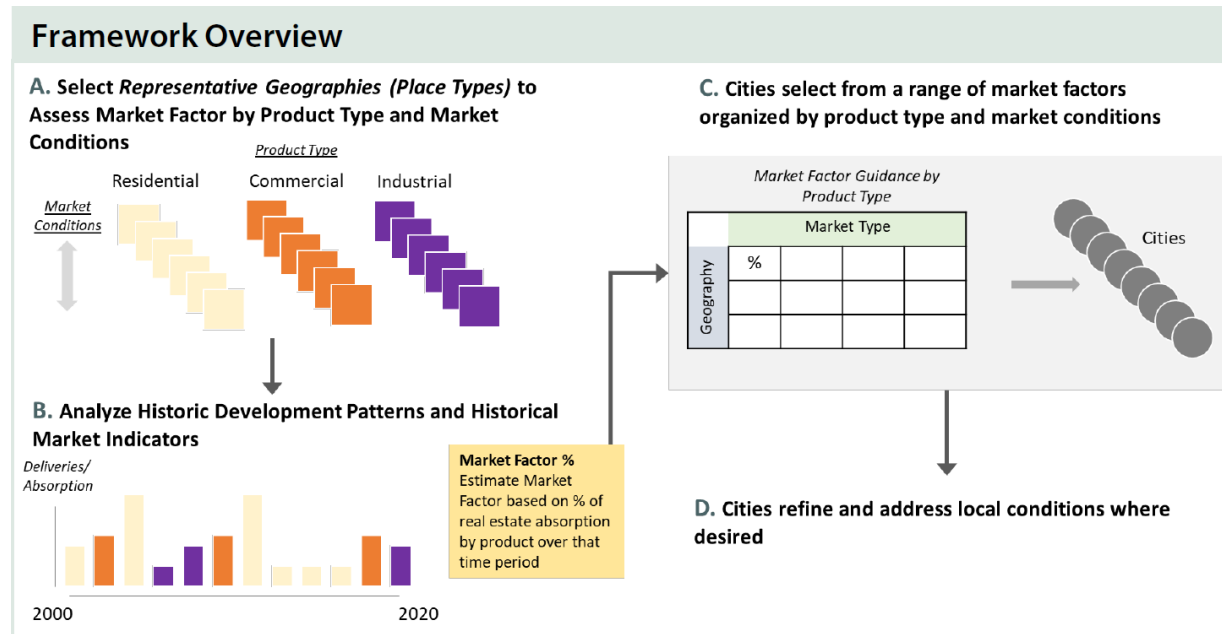 Framework Overview
A. Select Representative Geographies (Place Types) to
Assess Market Factor by Product Type and Market
Conditions
Product Type
Residential
Commercial
Industrial
Market
Conditions
B. Analyze Historic Development Patterns and Historical
Market Indicators
Deliveries/
Absorption
2000
2020
Market Factor %
Estimate Market
Factor based on % of
real estate absorption
by product over that
time period
C. Cities select from a range of market factors
organized by product type and market conditions
Market Factor Guidance by
Product Type
Market Type
Geography
%
Cities
D. Cities refine and address local conditions where
desired